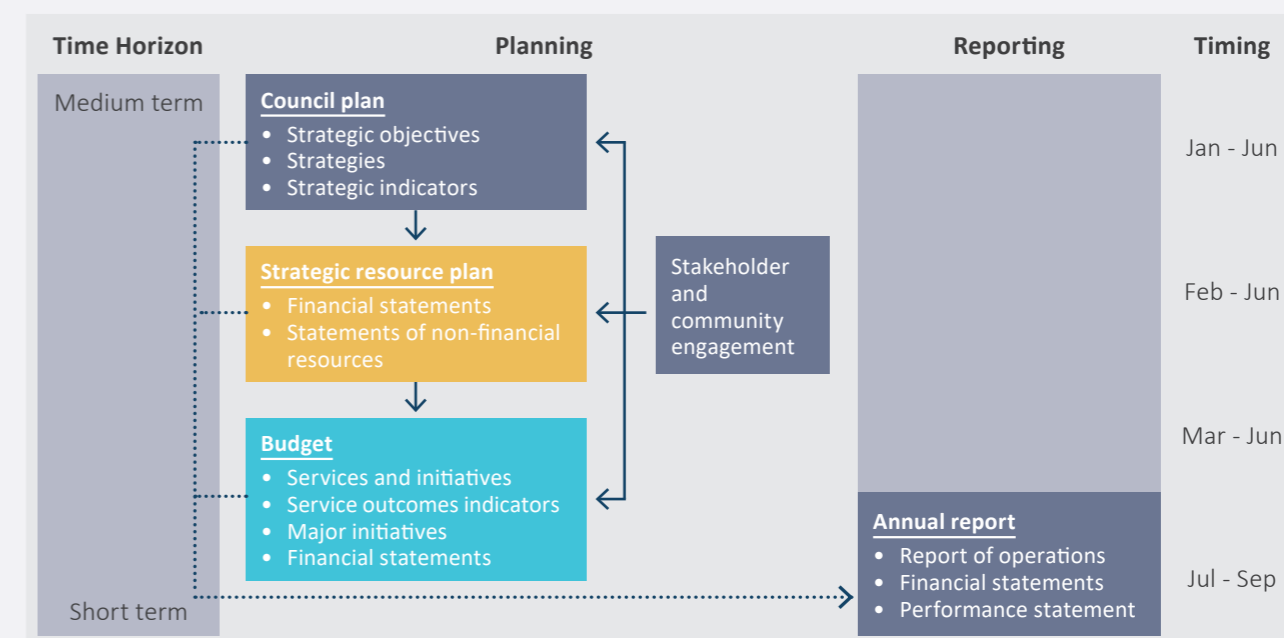 Time Horizon
Planning
Reporting
Timing
Medium term
Short term
Council plan
• Strategic objectives
• Strategies
• Strategic indicators
Strategic resource plan
• Financial statements
• Statements of non-financial
resources
Budget
• Services and initiatives
• Service outcomes indicators
• Major initiatives
• Financial statements
Stakeholder
and
community
engagement
Annual report
• Report of operations
• Financial statements
• Performance statement
Jan - Jun
Feb - Jun
Mar - Jun
Jul - Sep